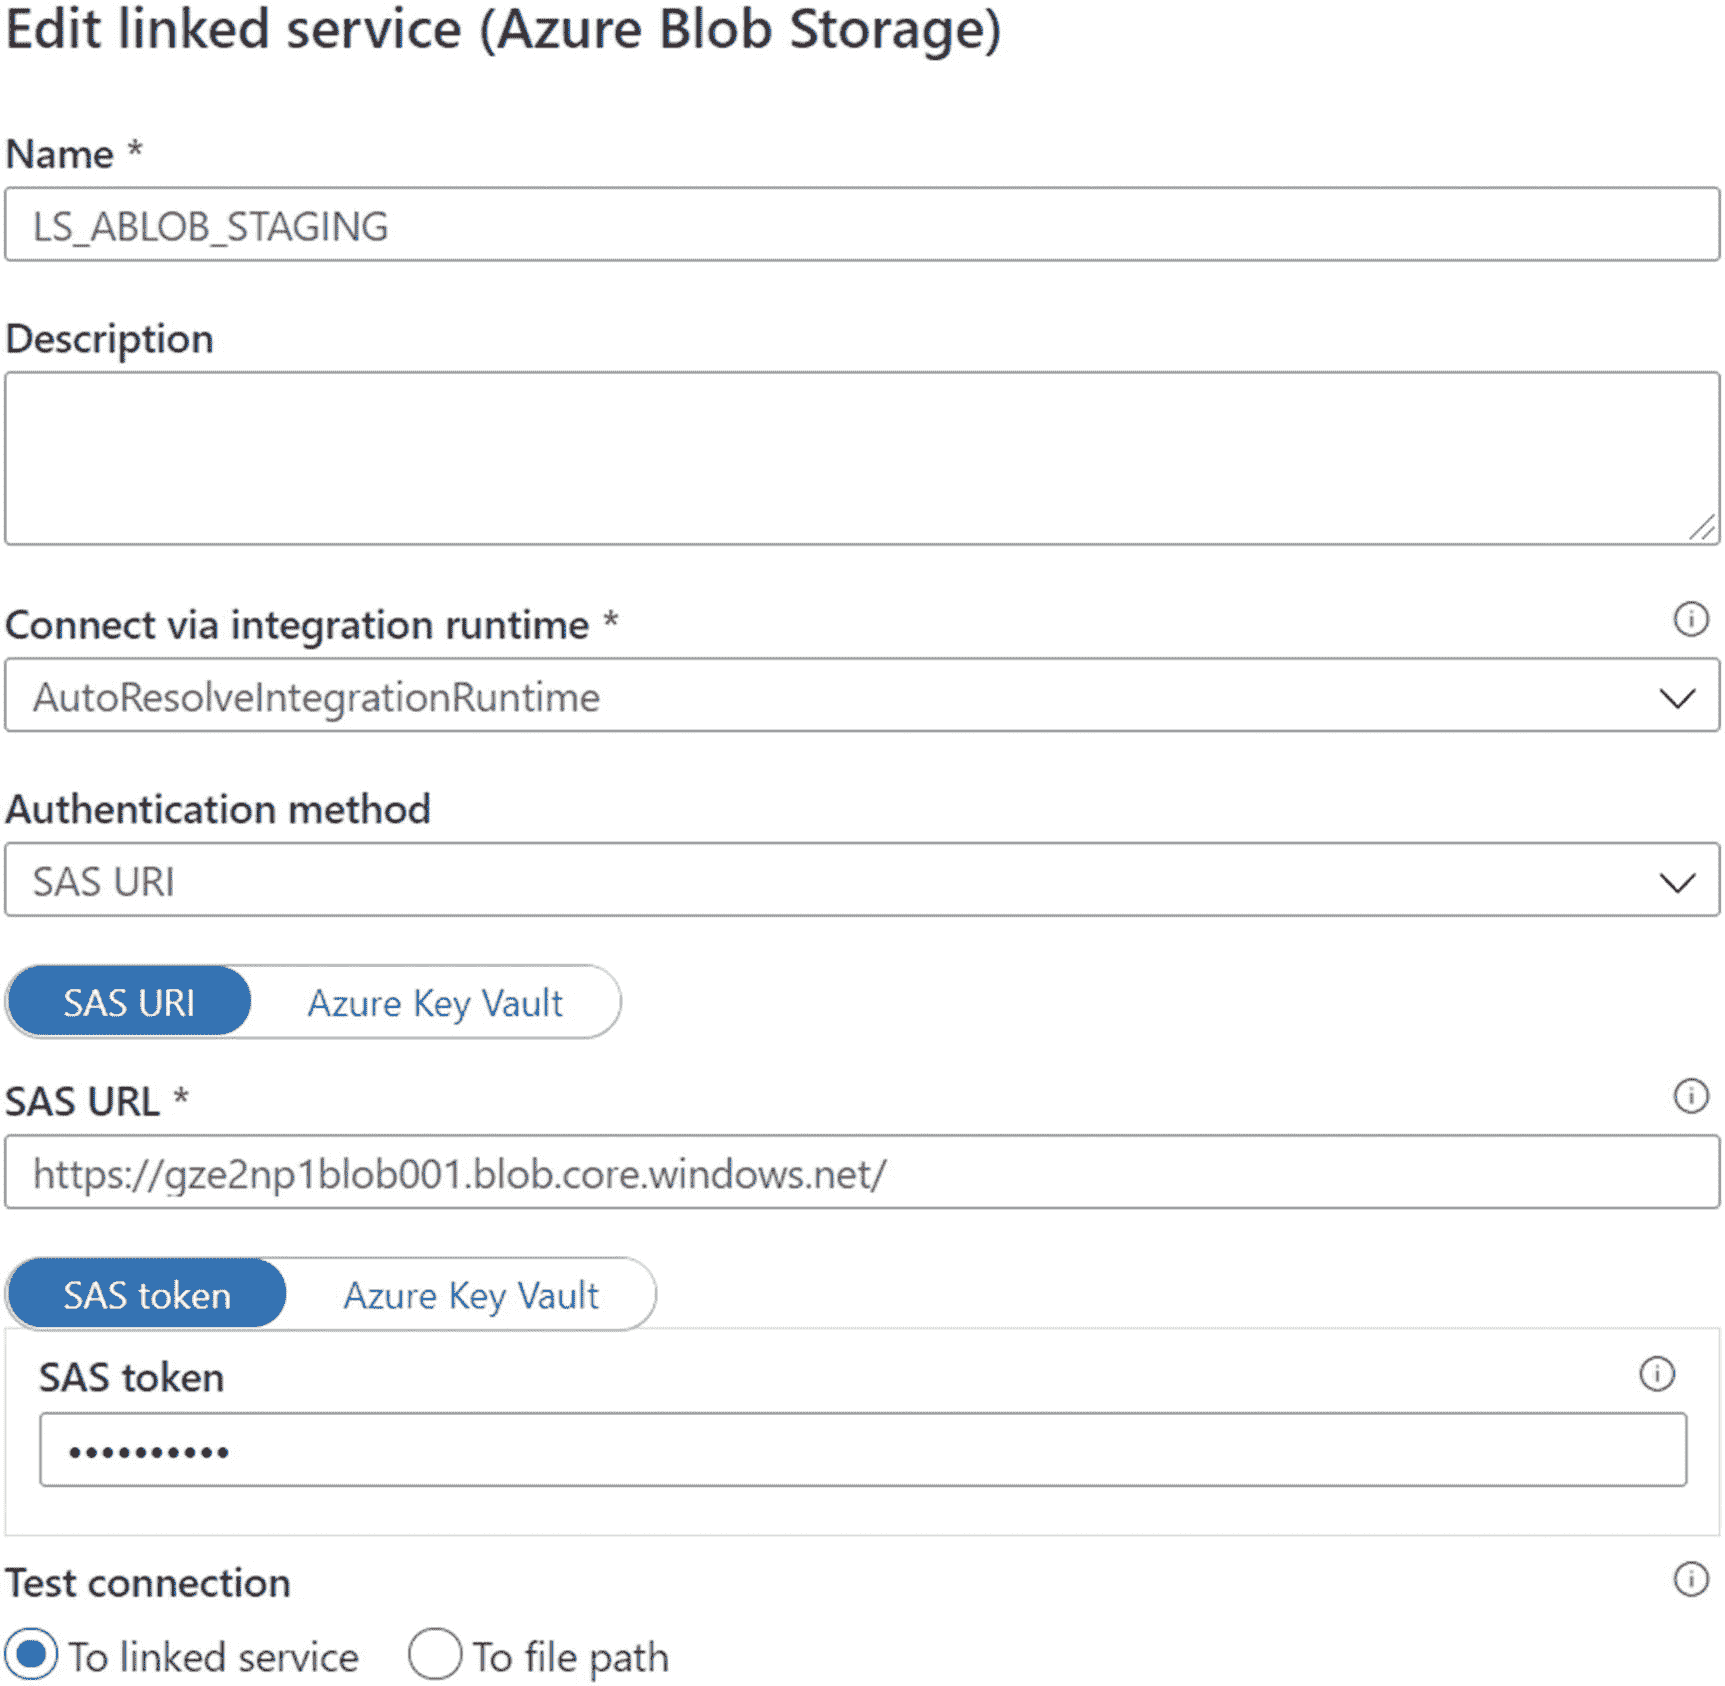 Edit linked service (Azure Blob Storage)
Name *
LS_ABLOB_STAGING
Description
Connect via integration runtime *
AutoResolveIntegrationRuntime
Authentication method
SAS URI
SAS URI Azure Key Vault
SAS URL *
https://gze2np1blob001.blob.core.windows.net/
SAS token Azure Key Vault
SAS token
••••••••••
Test connection
To linked service To file path